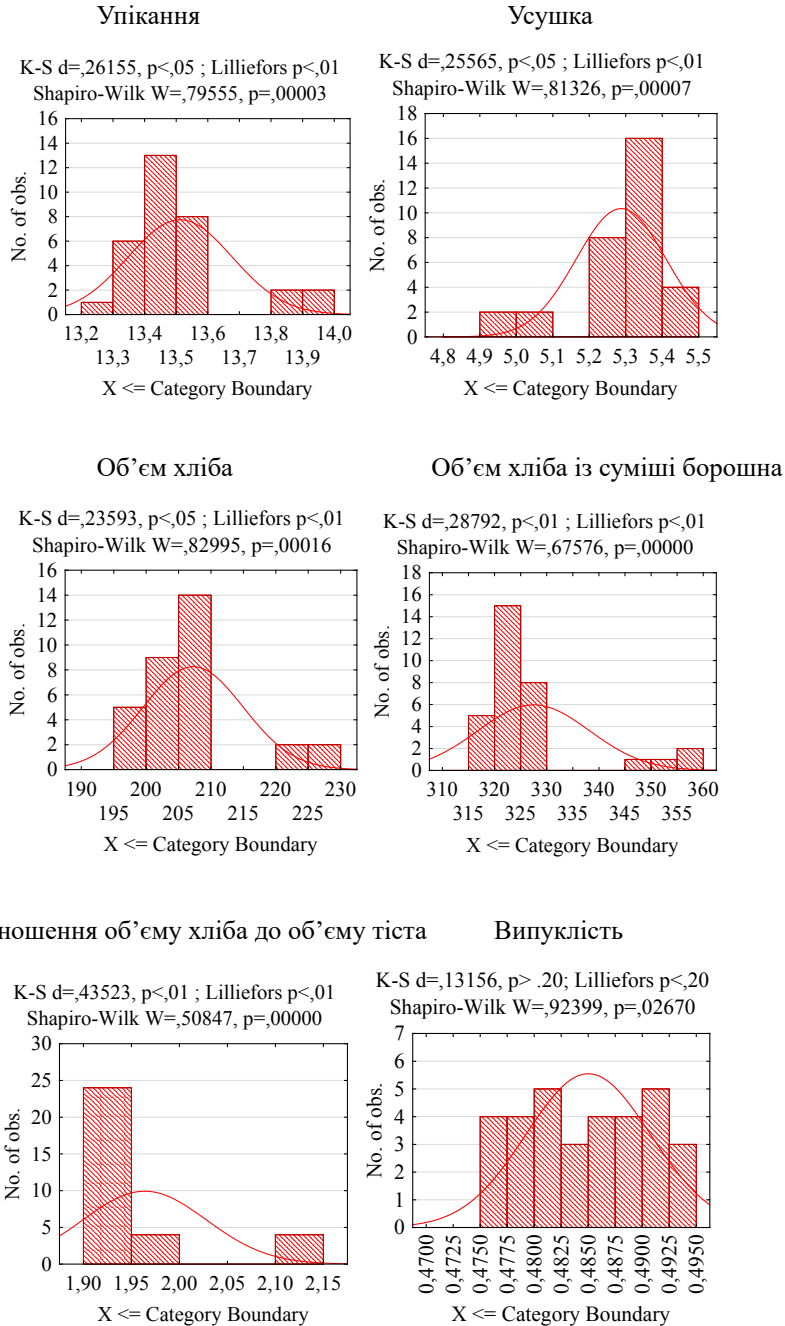 Упікання
K-S d=,26155, p<,05 ; Lilliefors p<,01
Shapiro-Wilk W=,79555, p=,00003
No. of obs.
16
14
12
10
8
6
4
2
0
13,2 13,4 13,6 13,8 14,0
13,3 13,5 13,7 13,9
X <= Category Boundary
Усушка
K-S d=,25565, p<,05 ; Lilliefors p<,01
Shapiro-Wilk W=,81326, p=,00007
No. of obs.
18
16
14
12
10
8
6
4
2
0
4,8 4,9 5,0 5,1 5,2 5,3 5,4 5,5
X <= Category Boundary
Об’єм хліба
K-S d=,23593, p<,05 ; Lilliefors p<,01
Shapiro-Wilk W=,82995, p=,00016
No. of obs.
16
14
12
10
8
6
4
2
0
190 200 210 220 230
195 205 215 225
X <= Category Boundary
Об’єм хліба із суміші борошна
K-S d=,28792, p<,01 ; Lilliefors p<,01
Shapiro-Wilk W=,67576, p=,00000
No. of obs.
18
16
14
12
10
8
6
4
2
0
310 320 330 340 350 360
315 325 335 345 355
X <= Category Boundary
ношення об’єму хліба до об’єму тіста
K-S d=,43523, p<,01 ; Lilliefors p<,01
Shapiro-Wilk W=,50847, p=,00000
No. of obs.
30
25
20
15
10
5
0
1,90 1,95 2,00 2,05 2,10 2,15
X <= Category Boundary
Випуклість
K-S d=,13156, p> .20; Lilliefors p<,20
Shapiro-Wilk W=,92399, p=,02670
No. of obs.
7
6
5
4
3
2
1
0
0,4700
0,4725
0,4750
0,4775
0,4800
0,4825
0,4850
0,4875
0,4900
0,4925
0,4950
X <= Category Boundary